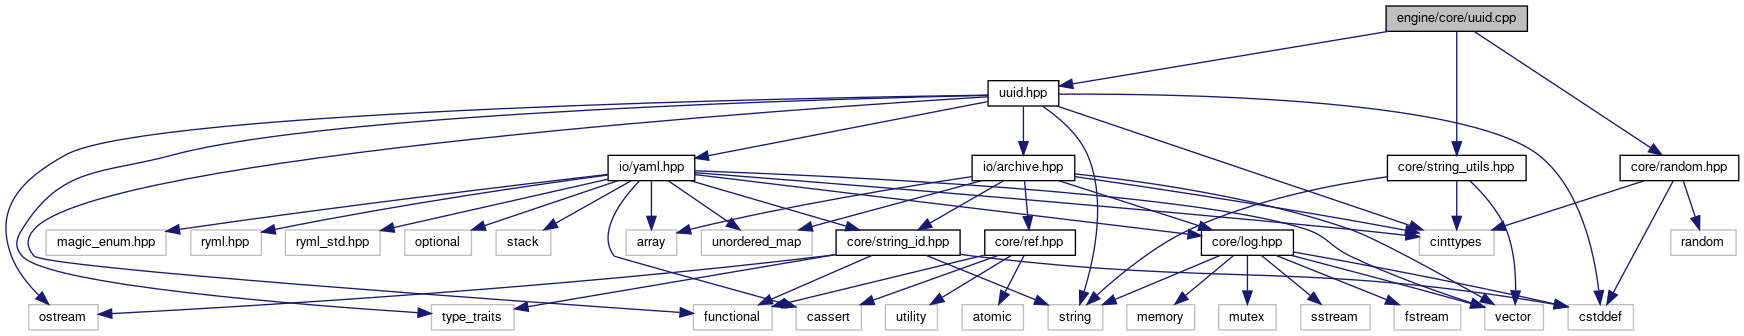 engine/core/uuid.cpp
uuid.hpp
io/yaml.hpp
io/archive.hpp
core/string_utils.hpp
core/random.hpp
magic_enum.hpp
ryml.hpp
ryml_std.hpp
optional
stack
array
unordered_map
core/string_id.hpp
core/ref.hpp
core/log.hpp
cinttypes
random
ostream
type_traits
functional
cassert
utility
atomic
string
memory
mutex
sstream
fstream
vector
cstddef